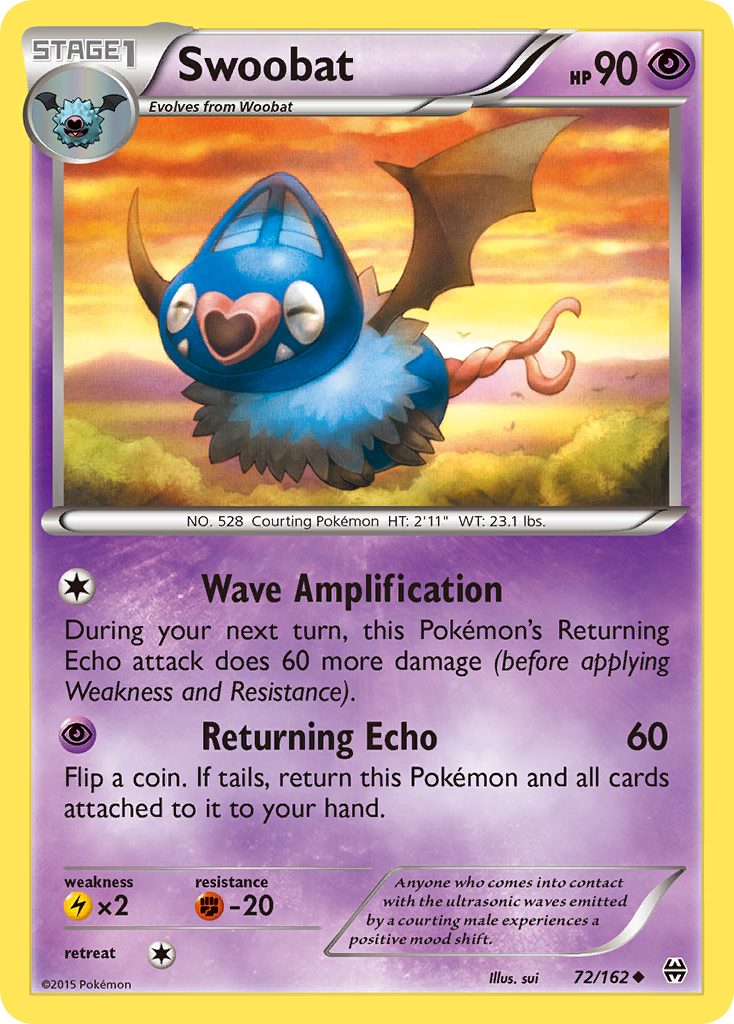 STAGE1
Swoobat
HP 90
Evolves from Woobat
NO. 528 Courting Pokémon HT: 2'11" WT: 23.1 lbs.
Wave Amplification
During your next turn, this Pokémon's Returning
Echo attack does 60 more damage (before applying
Weakness and Resistance).
Returning Echo 60
Flip a coin. If tails, return this Pokémon and all cards
attached to it to your hand.
weakness resistance
×2 -20
retreat
Anyone who comes into contact
with the ultrasonic waves emitted
by a courting male experiences a
positive mood shift.
©2015 Pokémon
Illus. sui 72/162